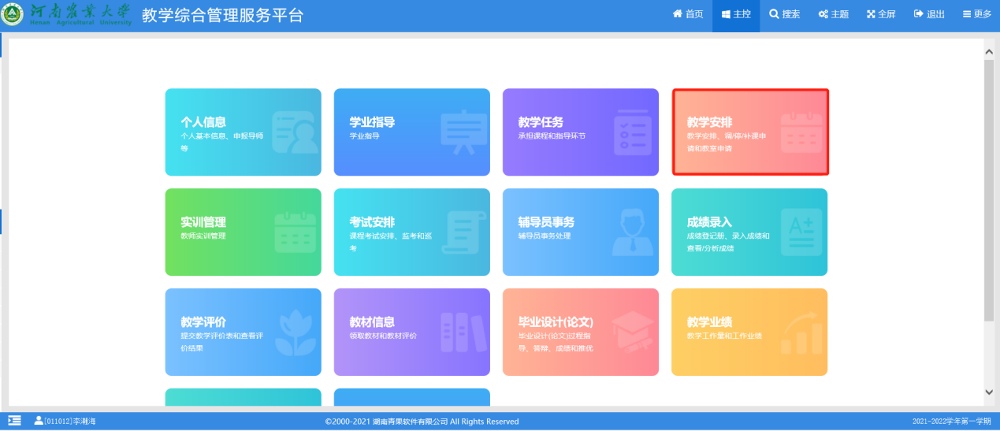 河南农业大学
Henan Agricultural University
教学综合管理服务平台
首页 主控 搜索 主题 全屏 退出 更多
个人信息
个人基本信息、申报导师
等
学业指导
学业指导
教学任务
承担课程和指导环节
教学安排
教学安排、调/停/补课申
请和教室申请
实训管理
教师实训管理
考试安排
课程考试安排、监考和巡
考
辅导员事务
辅导员事务处理
成绩录入
成绩登记册、录入成绩和
查看/分析成绩
A+
教学评价
提交教学评价表和查看评
价结果
教材信息
领取教材和教材评价
毕业设计(论文)
毕业设计(论文)过程指
导、答辩、成绩和推优
教学业绩
教学工作量和工作业绩
[011012]李潮海
©2000-2021 湖南青果软件有限公司 All Rights Reserved
2021-2022学年第一学期